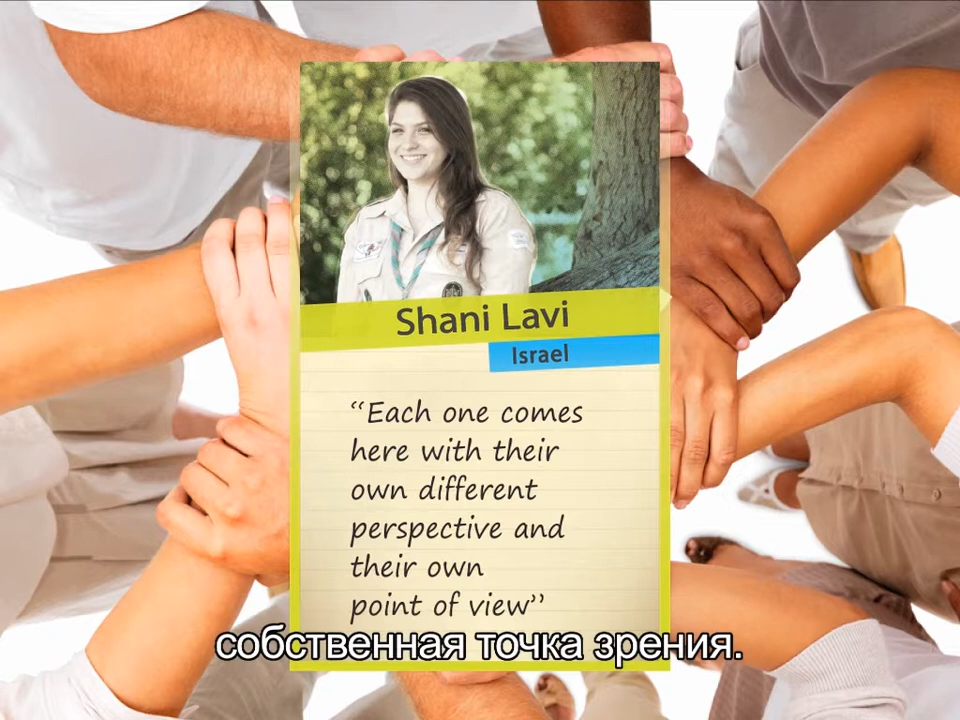 Shani Lavi
Israel
“Each one comes
here with their
own different
perspective and
their own
point of view”
собственная точка зрения.